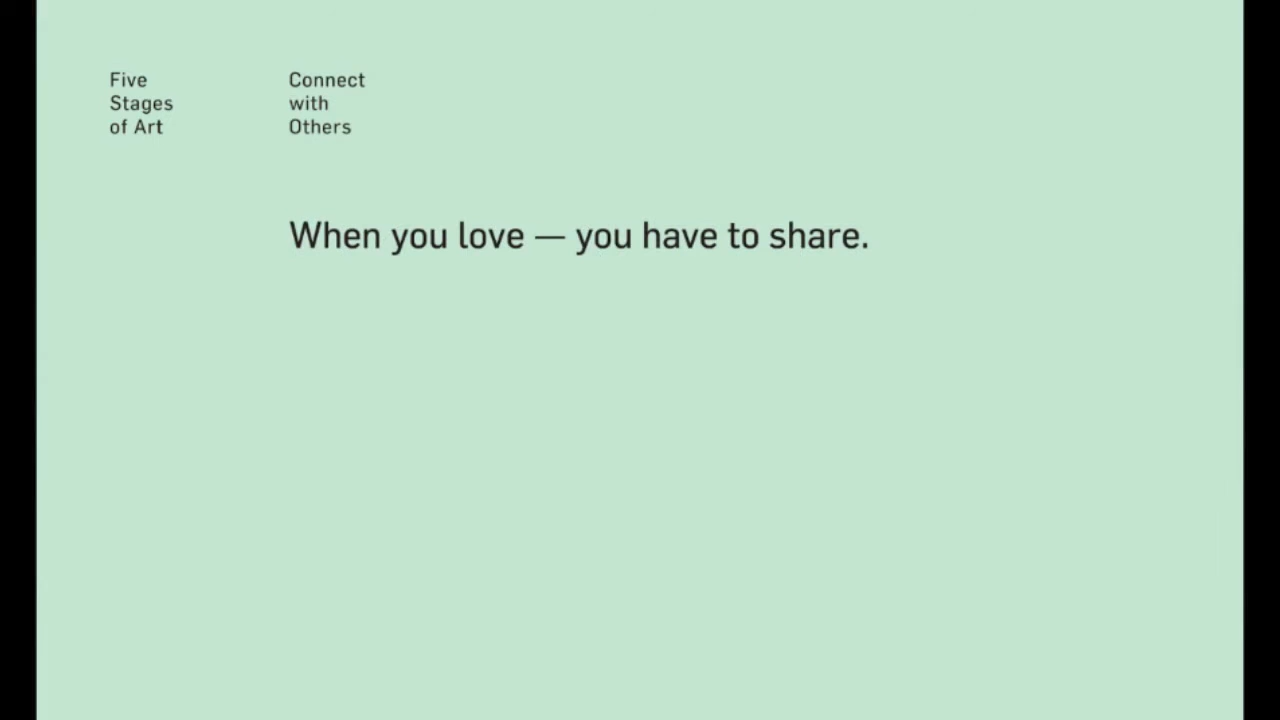 Five
Stages
of Art
Connect
with
Others
When you love — you have to share.